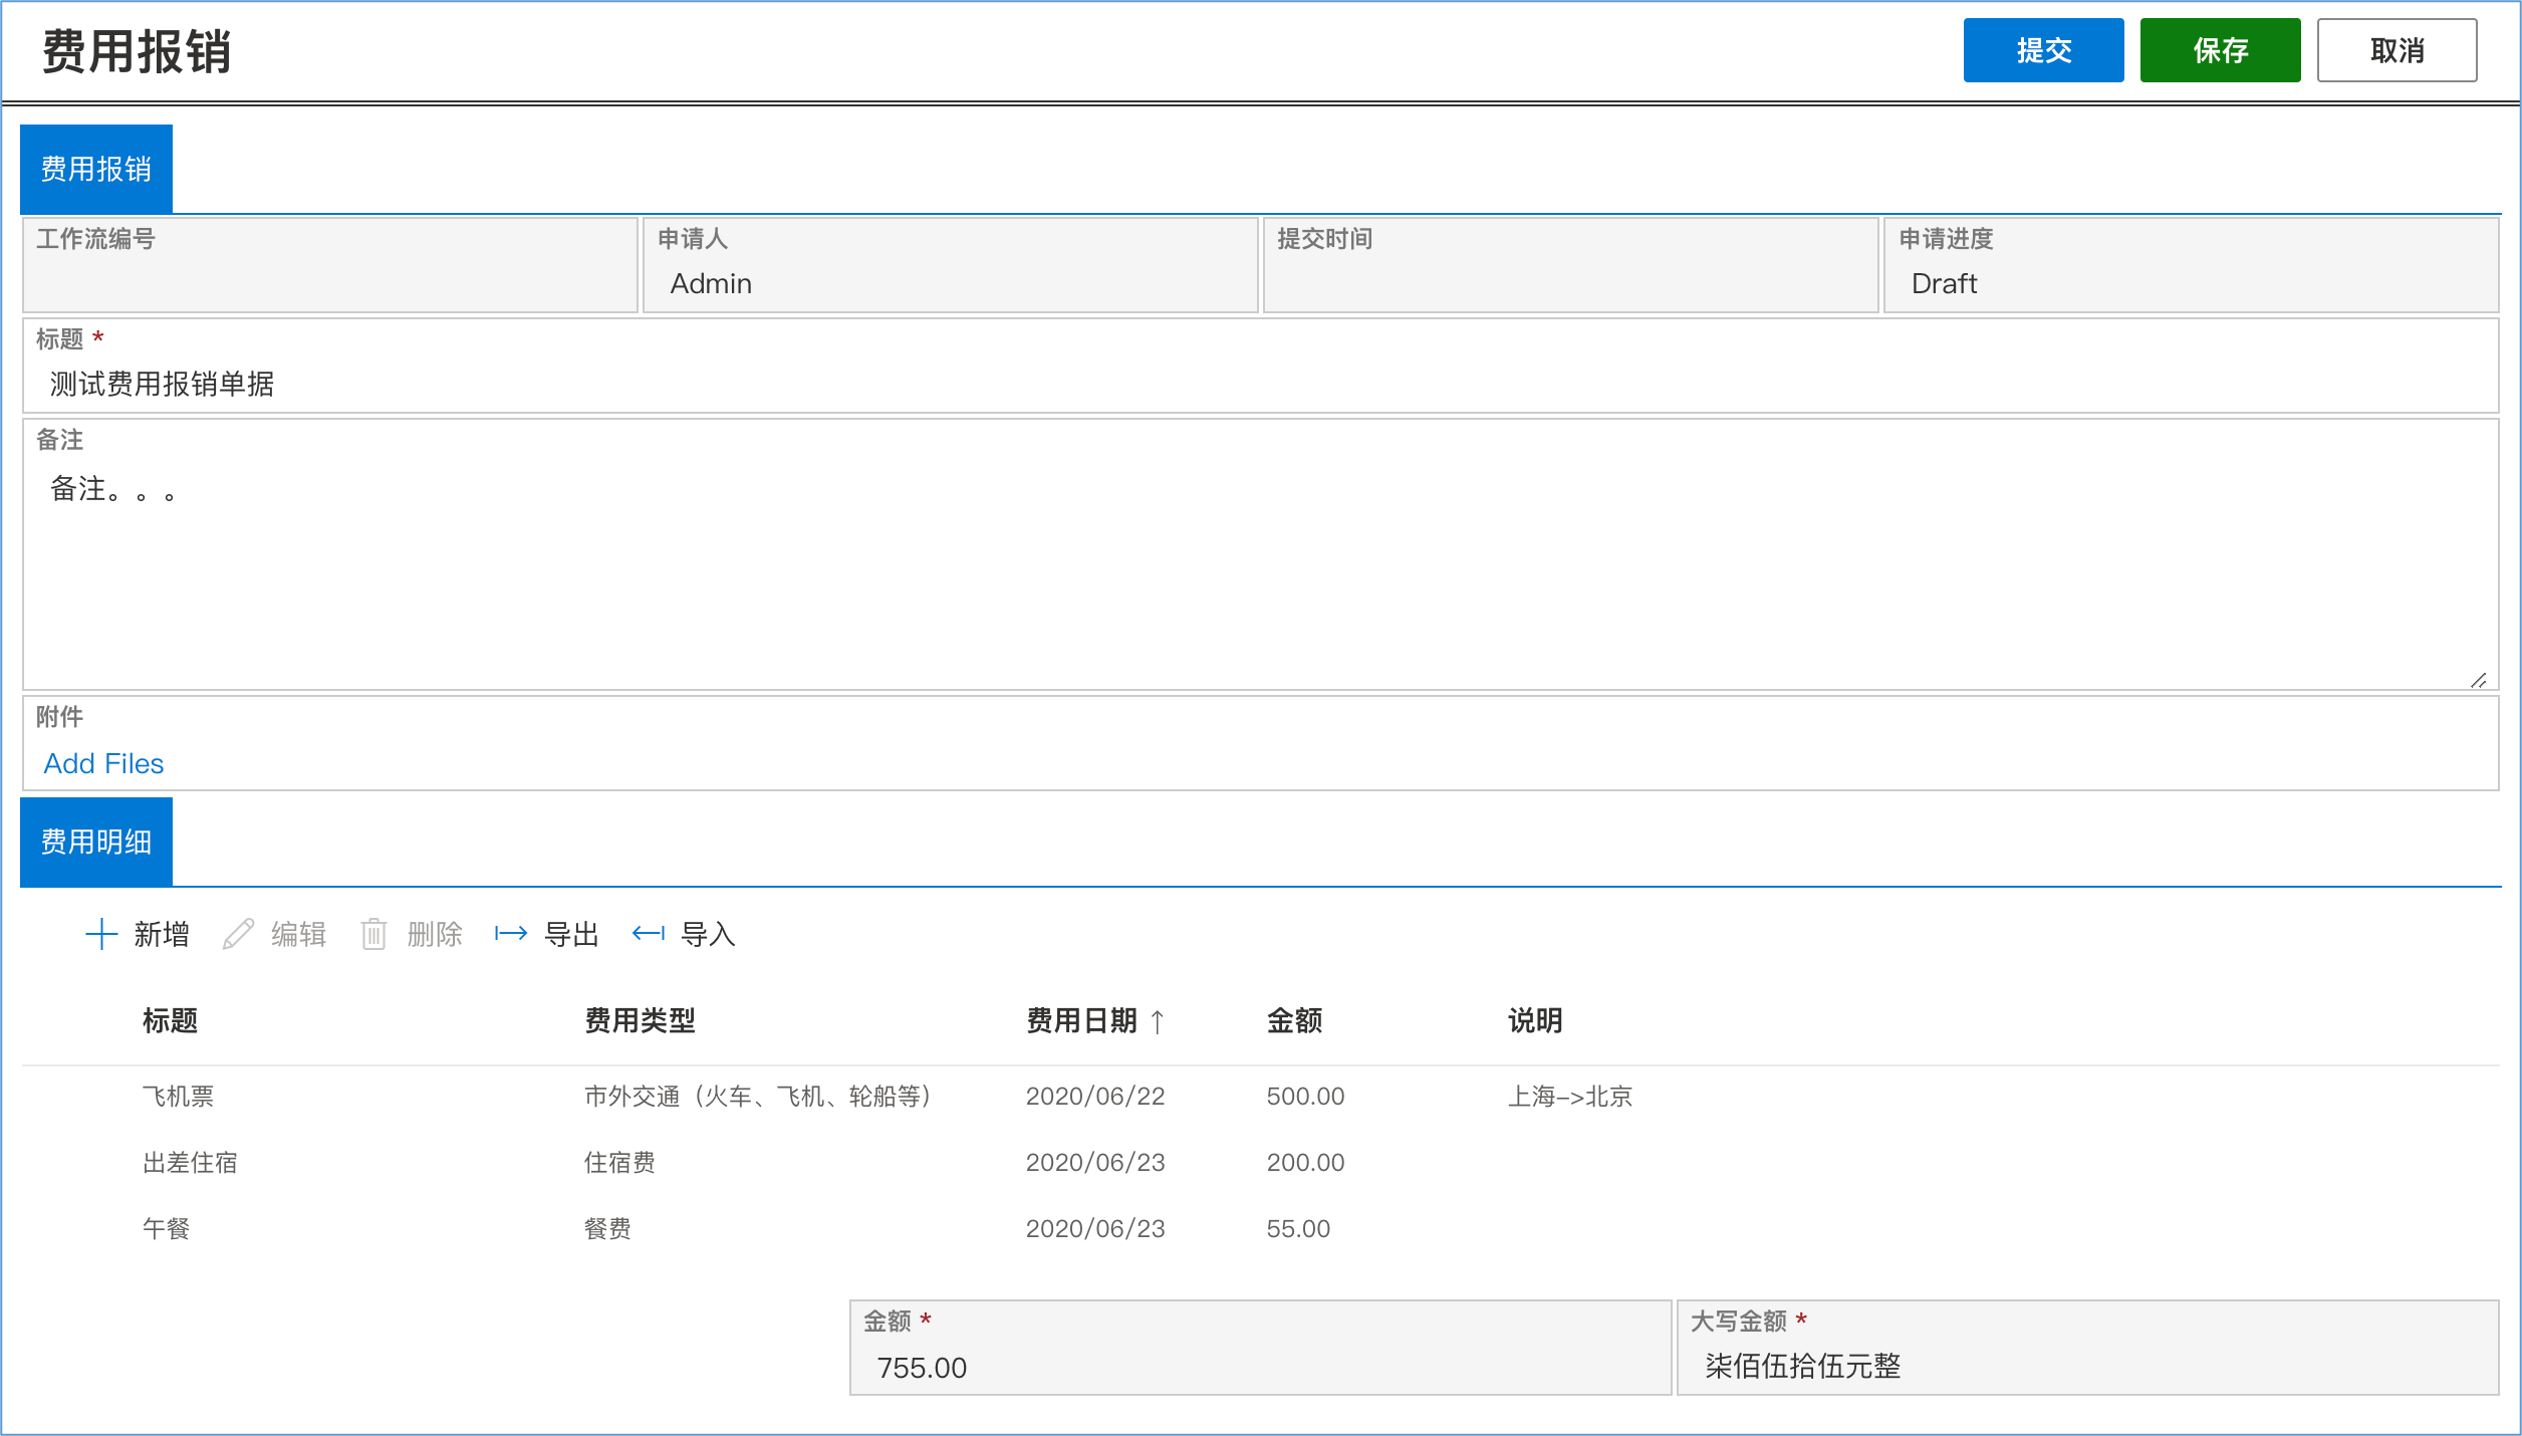 费用报销 提交 保存 取消
费用报销
工作流编号 申请人 提交时间 申请进度
Admin Draft
标题 *
测试费用报销单据
备注
备注。。。
附件
Add Files
费用明细
新增 编辑 删除 导出 导入
标题 费用类型 费用日期 ↑ 金额 说明
飞机票 市外交通（火车、飞机、轮船等） 2020/06/22 500.00 上海->北京
出差住宿 住宿费 2020/06/23 200.00
午餐 餐费 2020/06/23 55.00
金额 * 大写金额 *
755.00 柒佰伍拾伍元整